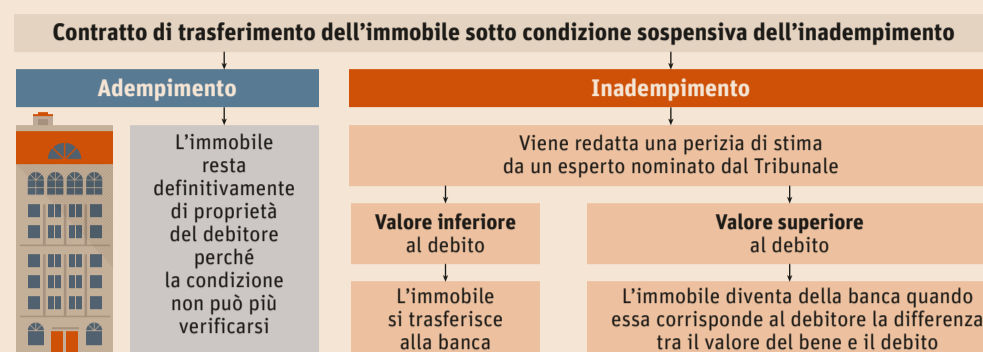 Contratto di trasferimento dell'immobile sotto condizione sospensiva dell'inadempimento
Adempimento
L'immobile
resta
definitivamente
di proprietà
del debitore
perché
la condizione
non può più
verificarsi
Inadempimento
Viene redatta una perizia di stima
da un esperto nominato dal Tribunale
Valore inferiore
al debito
L'immobile
si trasferisce
alla banca
Valore superiore
al debito
L'immobile diventa della banca quando
essa corrisponde al debitore la differenza
tra il valore del bene e il debito